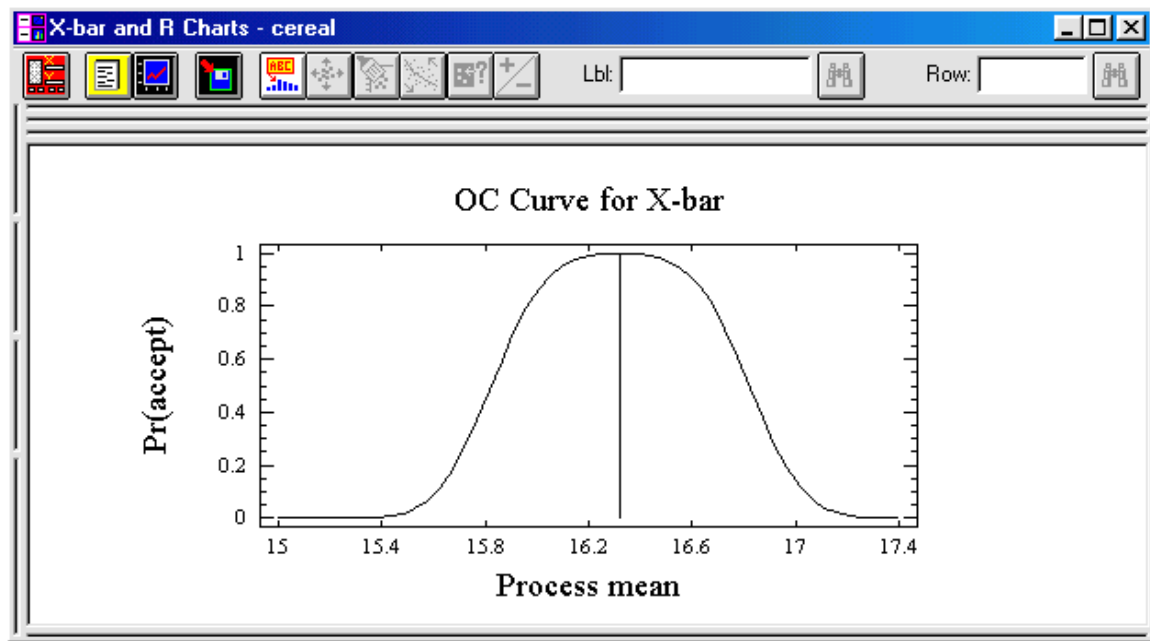 X-bar and R Charts - cereal
ABC
Lbl:
Row:
OC Curve for X-bar
Pr(accept)
1
0.8
0.6
0.4
0.2
0
15 15.4 15.8 16.2 16.6 17 17.4
Process mean